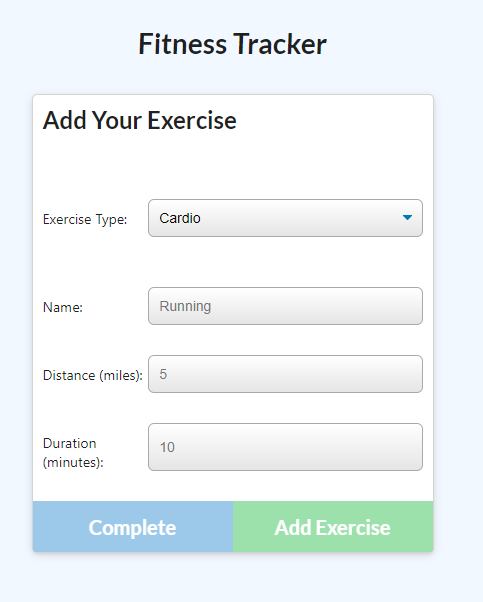 Fitness Tracker
Add Your Exercise
Exercise Type:
Cardio
Name:
Running
Distance (miles):
5
Duration
(minutes):
10
Complete
Add Exercise